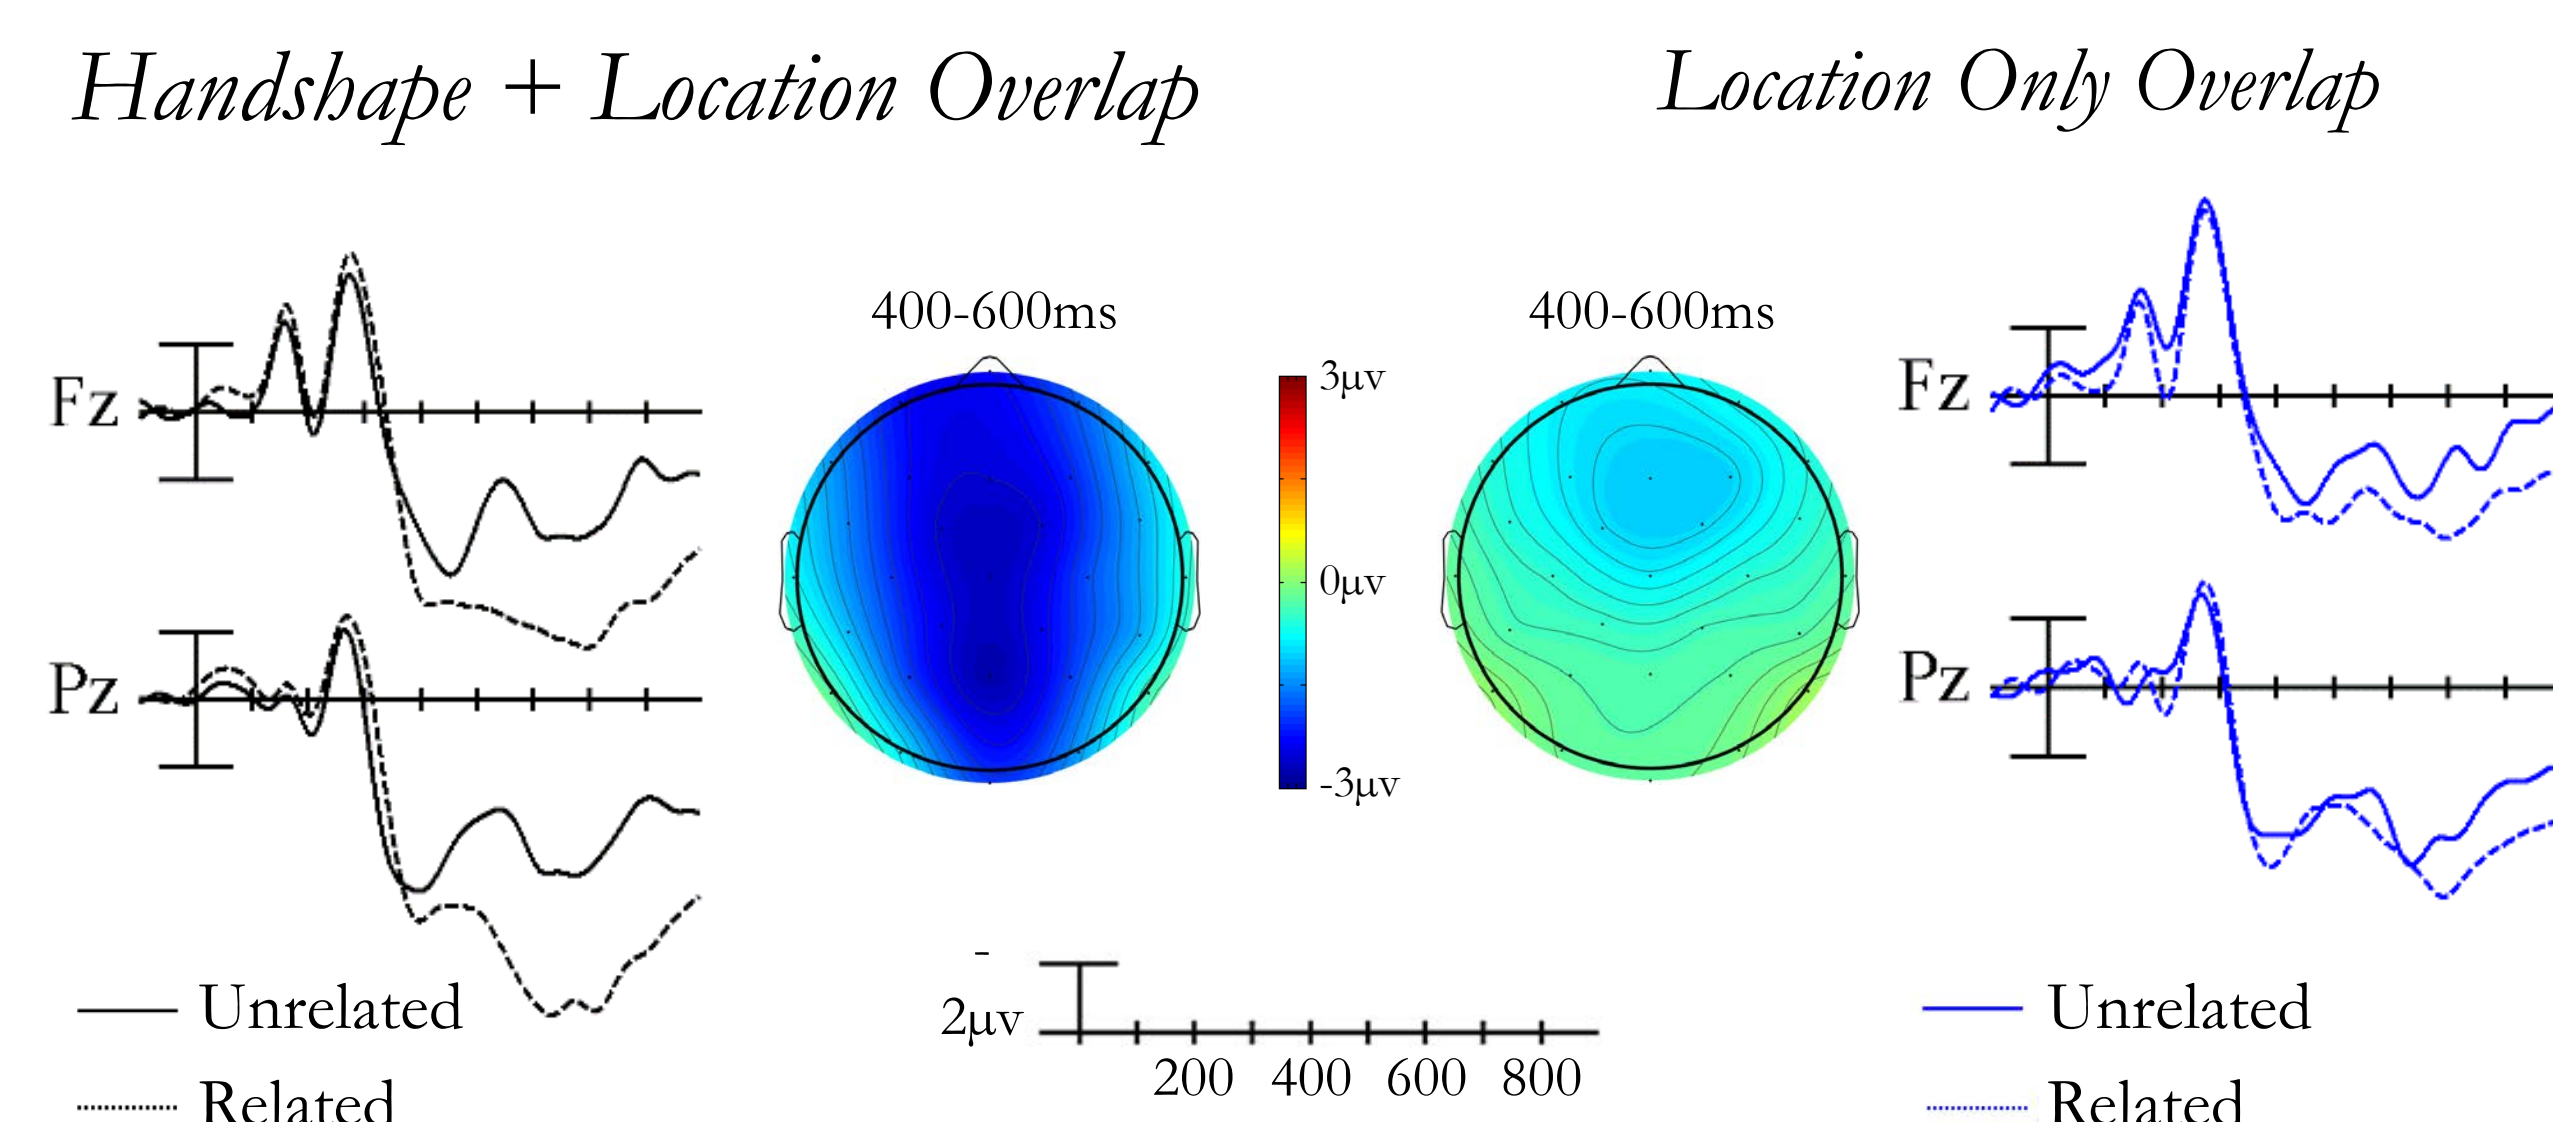 Handshape + Location Overlap
Location Only Overlap
400-600ms
400-600ms
Fz
3μv
Fz
0μv
Pz
Pz
-3μv
-
2μv
200 400 600 800
Unrelated
Unrelated
Related
Related